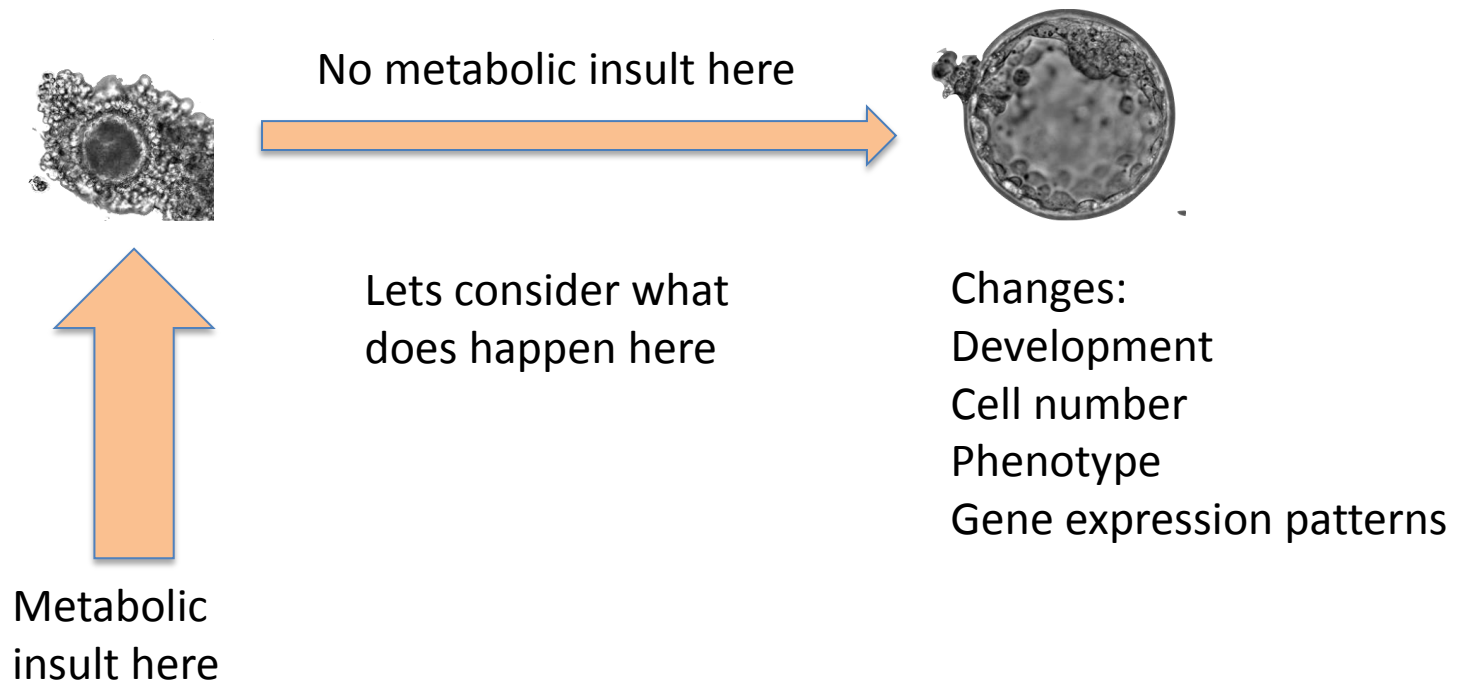 No metabolic insult here
Lets consider what
does happen here
Changes:
Development
Cell number
Phenotype
Gene expression patterns
Metabolic
insult here